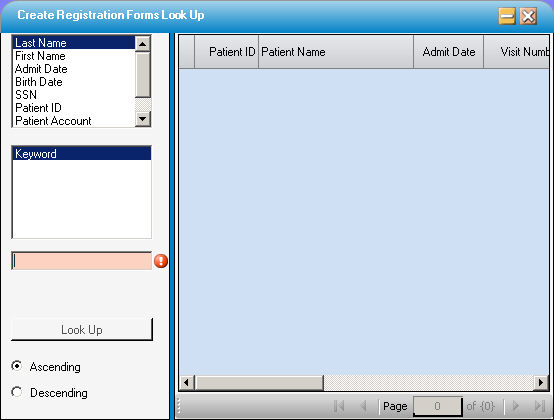 Create Registration Forms Look Up
Last Name
First Name
Admit Date
Birth Date
SSN
Patient ID
Patient Account
Keyword
Look Up
Ascending
Descending
Patient ID Patient Name Admit Date Visit Numb
Page 0 of {0}